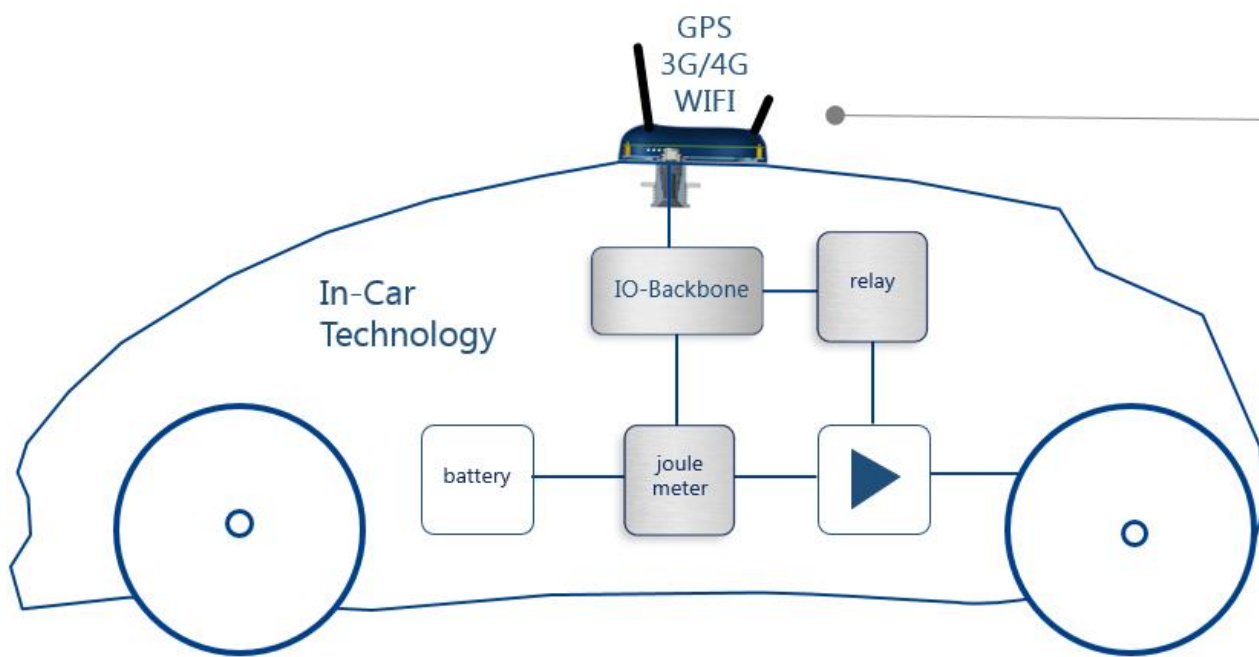 GPS
3G/4G
WIFI
In-Car
Technology
IO-Backbone
relay
battery
joule
meter